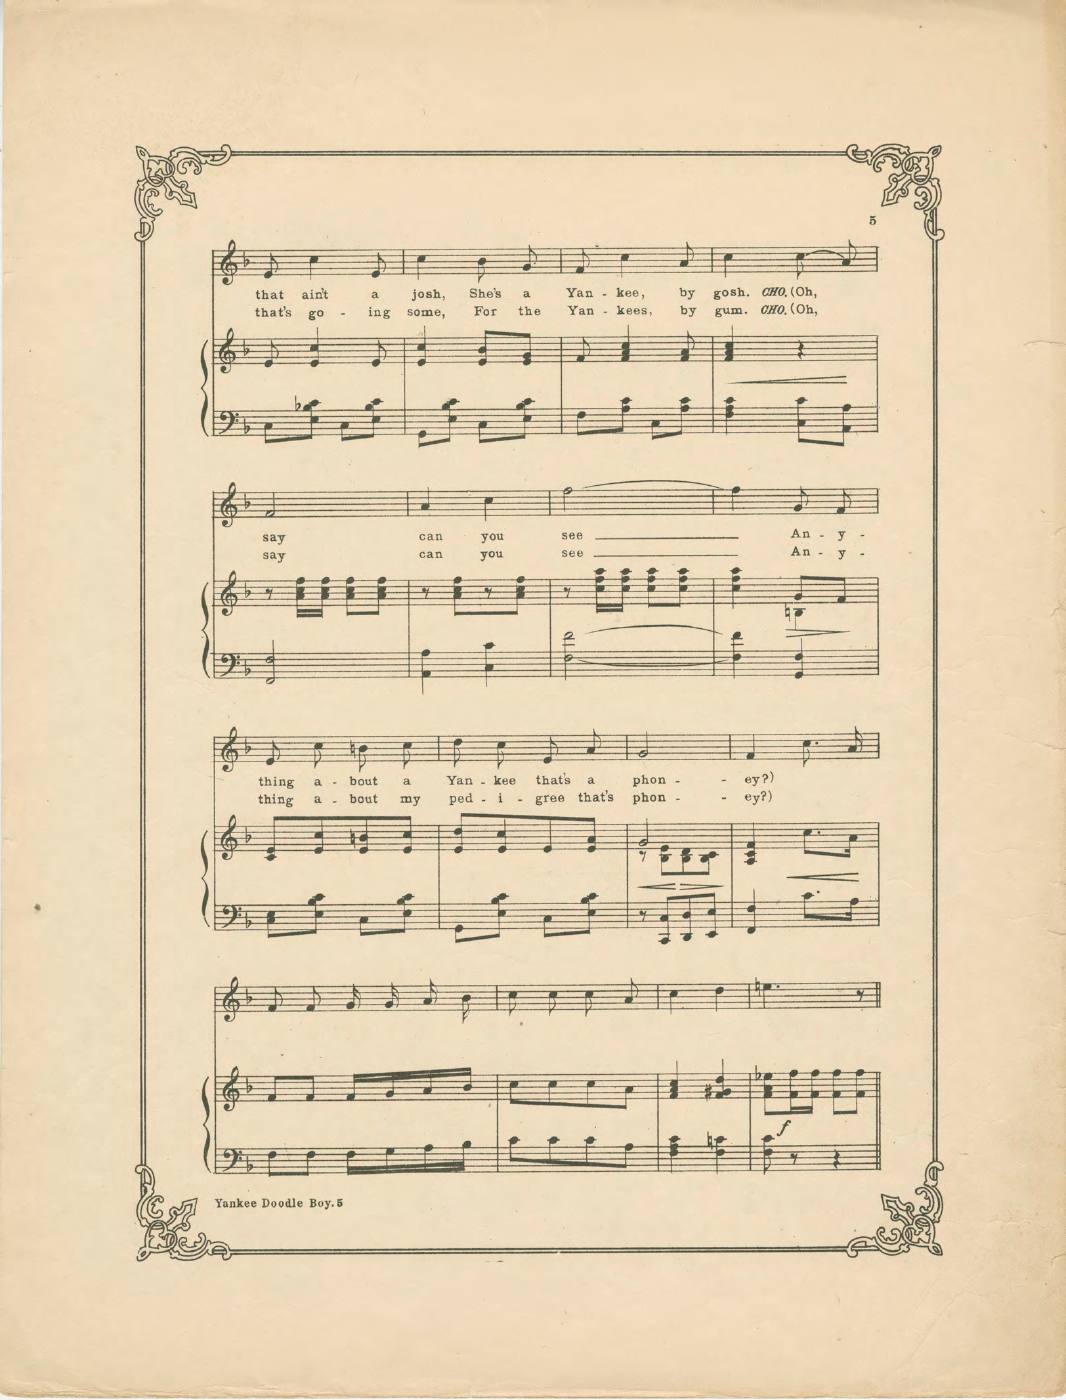 5
that ain't a josh, She's a Yan - kee, by gosh. CHO. (Oh,
that's go - ing some, For the Yan - kees, by gum. CHO. (Oh,
say can you see An - y -
say can you see An - y -
thing a - bout a Yan - kee that's a phon - - ey?)
thing a - bout my ped - i - gree that's phon - - ey?)
f
Yankee Doodle Boy. 5